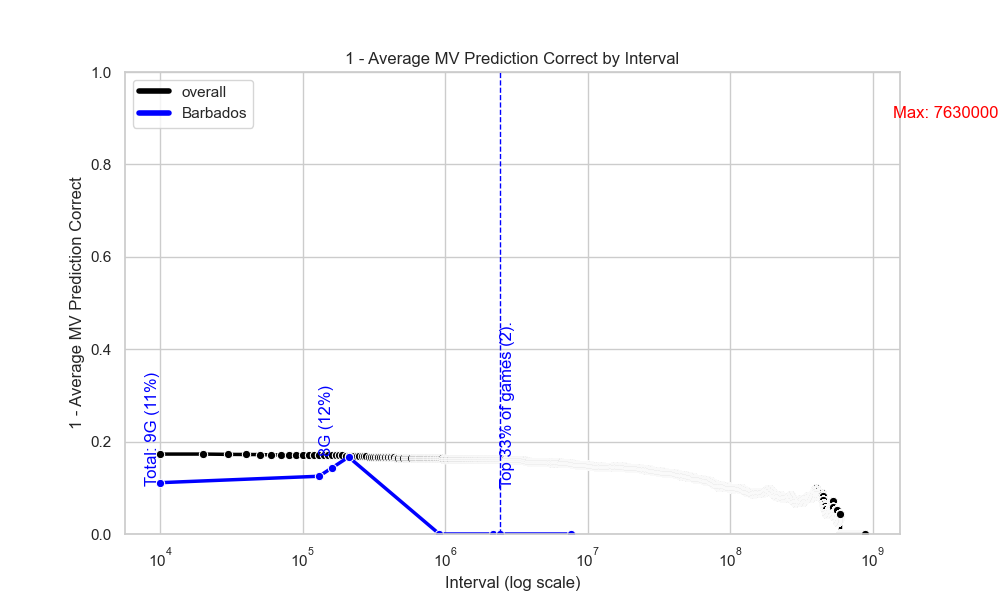 1 - Average MV Prediction Correct by Interval
1.0
0.8
0.6
0.4
0.2
0.0
1 - Average MV Prediction Correct
overall
Barbados
Max: 7630000
Total: 9G (11%)
8G (12%)
Top 33% of games (2).
10^4
10^5
10^6
10^7
10^8
10^9
Interval (log scale)